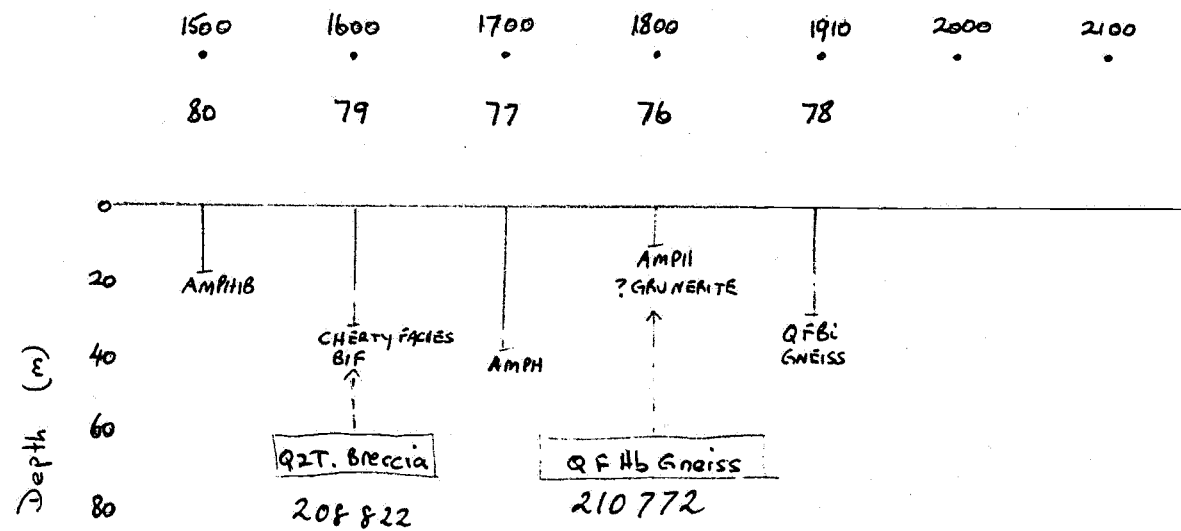 1500 1600 1700 1800 1910 2000 2100
80 79 77 76 78
0
20
40
60
80
Depth (m)
AMPHIB
CHERTY FACIES
BIF
AMPH
AMPH
? GRUNERITE
QFBi
GNEISS
QZT. Breccia
208 822
QF Hb Gneiss
210 772